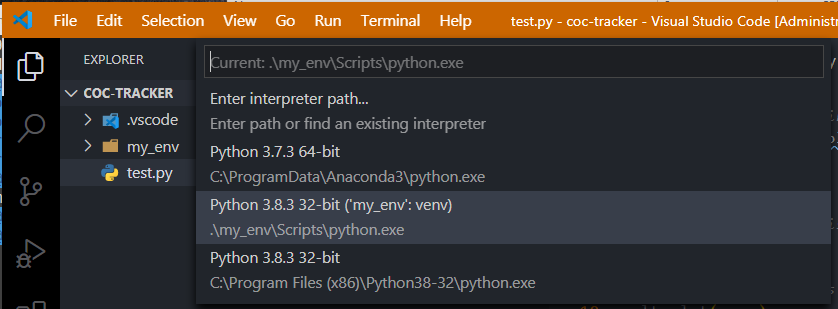 File Edit Selection View Go Run Terminal Help test.py - coc-tracker - Visual Studio Code [Administ
EXPLORER
COC-TRACKER
.vscode
my_env
test.py
Current: .\my_env\Scripts\python.exe
Enter interpreter path...
Enter path or find an existing interpreter
Python 3.7.3 64-bit
C:\ProgramData\Anaconda3\python.exe
Python 3.8.3 32-bit ('my_env': venv)
.\my_env\Scripts\python.exe
Python 3.8.3 32-bit
C:\Program Files (x86)\Python38-32\python.exe